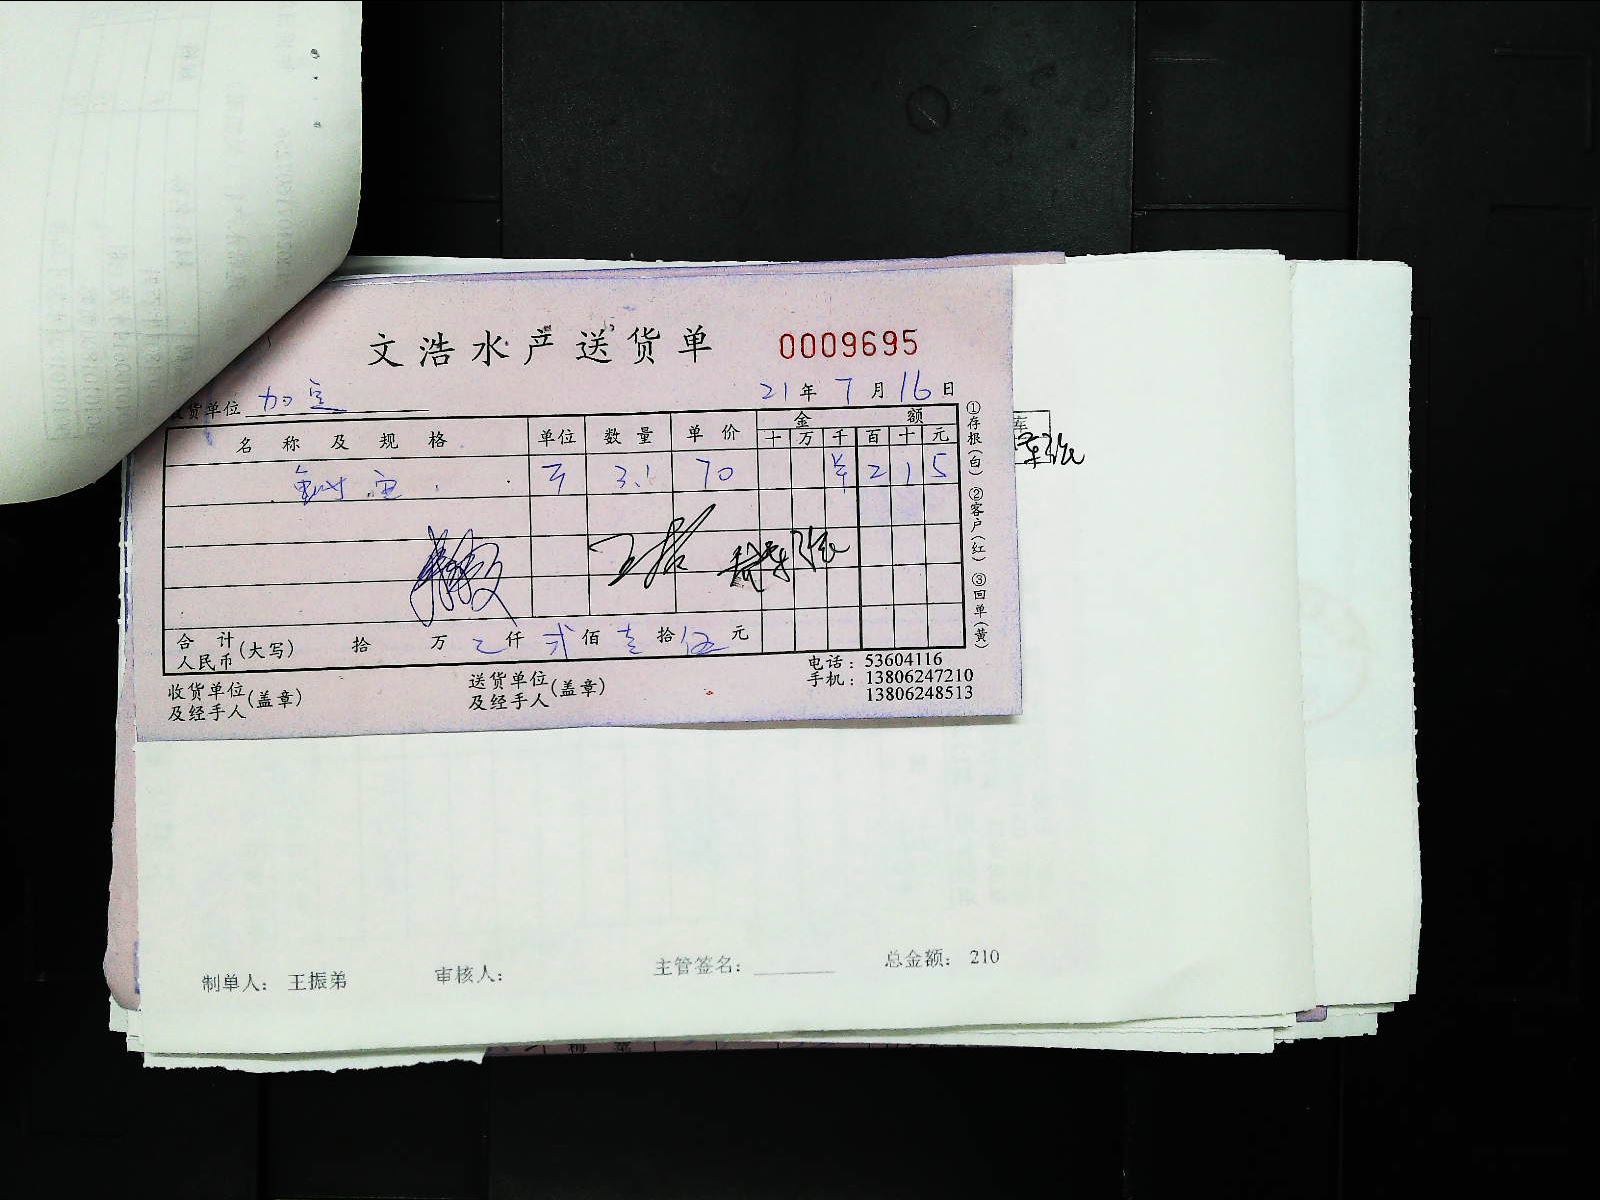 文浩水产送货单 0009695
货单位 加宝 21年7月16日
名称及规格 单位 数量 单价 金额
十 万 千 百 十 元
3.1 70 2 1 5
合计人民币(大写) 拾 万 仟 贰 佰 壹 拾 伍 元
①存根(白) ②客户(红) ③回单(黄)
收货单位及经手人(盖章) 送货单位及经手人(盖章)
电话：53604116
手机：13806247210
13806248513
制单人： 王振弟 审核人： 主管签名： 总金额： 210